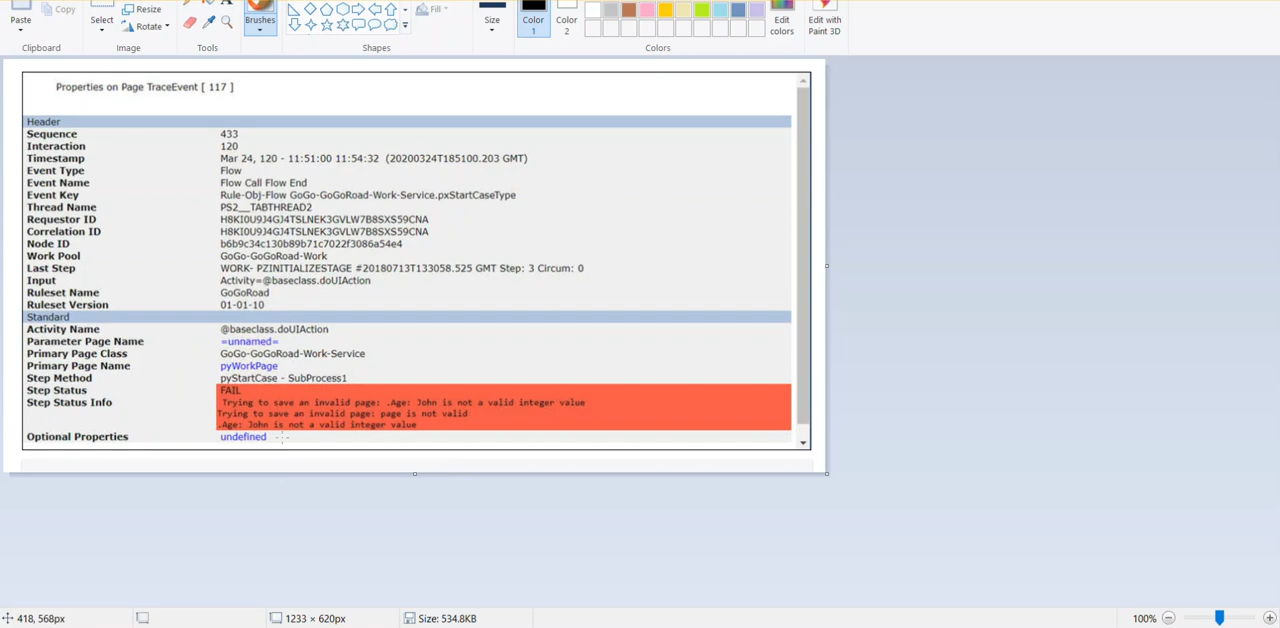 Paste
Copy
Select
Resize
Rotate
Brushes
Fill
Size
Color 1
Color 2
Edit colors
Edit with Paint 3D
Clipboard
Image
Tools
Shapes
Colors
Properties on Page TraceEvent [ 117 ]
Header
Sequence 433
Interaction 120
Timestamp Mar 24, 120 - 11:51:00 11:54:32 (20200324T185100.203 GMT)
Event Type Flow
Event Name Flow Call Flow End
Event Key Rule-Obj-Flow GoGo-GoGoRoad-Work-Service.pxStartCaseType
Thread Name PS2__TABTHREAD2
Requestor ID H8KI0U9J4GJ4TSLNEK3GVLW7B8SXS59CNA
Correlation ID H8KI0U9J4GJ4TSLNEK3GVLW7B8SXS59CNA
Node ID b6b9c34c130b89b71c7022f3086a54e4
Work Pool GoGo-GoGoRoad-Work
Last Step WORK- PZINITIALIZESTAGE #20180713T133058.525 GMT Step: 3 Circum: 0
Input Activity=@baseclass.doUIAction
Ruleset Name GoGoRoad
Ruleset Version 01-01-10
Standard
Activity Name @baseclass.doUIAction
Parameter Page Name =unnamed=
Primary Page Class GoGo-GoGoRoad-Work-Service
Primary Page Name pyWorkPage
Step Method pyStartCase - SubProcess1
Step Status FAIL
Step Status Info Trying to save an invalid page: .Age: John is not a valid integer value
Trying to save an invalid page: page is not valid
.Age: John is not a valid integer value
Optional Properties undefined
418, 568px
1233 × 620px
Size: 534.8KB
100%